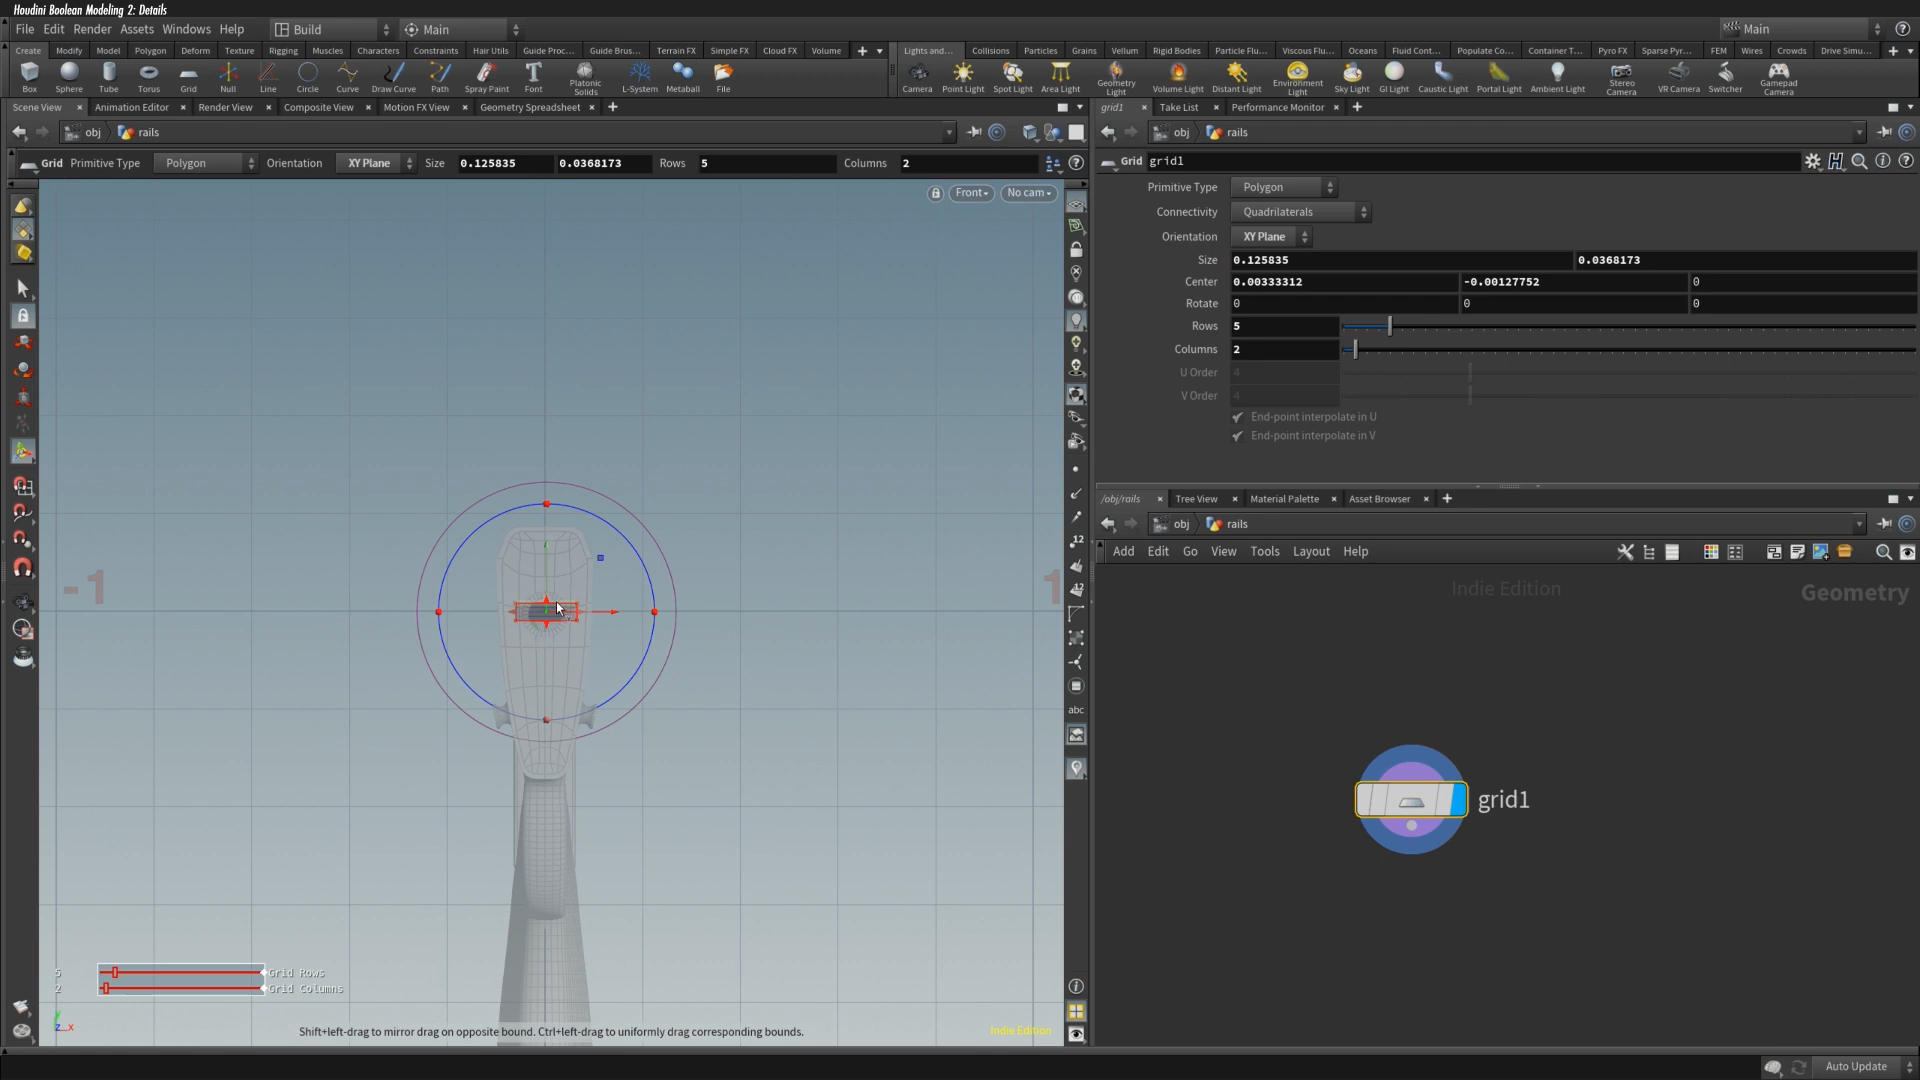 Houdini Boolean Modeling 2: Details
File Edit Render Assets Windows Help Build Main Main
Create Modify Model Polygon Deform Texture Rigging Muscles Characters Constraints Hair Utils Guide Proc... Guide Brus... Terrain FX Simple FX Cloud FX Volume
Lights and... Collisions Particles Grains Vellum Rigid Bodies Particle Flu... Viscous Flu... Oceans Fluid Cont... Populate Co... Container T... Pyro FX Sparse Pyr... FEM Wires Crowds Drive Simu...
Box Sphere Tube Torus Grid Null Line Circle Curve Draw Curve Path Spray Paint Font Platonic Solids L-System Metaball File
Camera Point Light Spot Light Area Light Geometry Light Volume Light Distant Light Environment Light Sky Light GI Light Caustic Light Portal Light Ambient Light Stereo Camera VR Camera Switcher Gamepad Camera
Scene View Animation Editor Render View Composite View Motion FX View Geometry Spreadsheet
grid1 Take List Performance Monitor
obj rails
obj rails
Grid Primitive Type Polygon Orientation XY Plane Size 0.125835 0.0368173 Rows 5 Columns 2
Grid grid1
Front No cam
Primitive Type Polygon
Connectivity Quadrilaterals
Orientation XY Plane
Size 0.125835 0.0368173
Center 0.00333312 -0.00127752 0
Rotate 0 0 0
Rows 5
Columns 2
U Order 4
V Order 4
End-point interpolate in U
End-point interpolate in V
/obj/rails Tree View Material Palette Asset Browser
obj rails
Add Edit Go View Tools Layout Help
Indie Edition
Geometry
grid1
-1
1
12
12
abc
5 Grid Rows
2 Grid Columns
y
z x
Shift+left-drag to mirror drag on opposite bound. Ctrl+left-drag to uniformly drag corresponding bounds.
Indie Edition
Auto Update